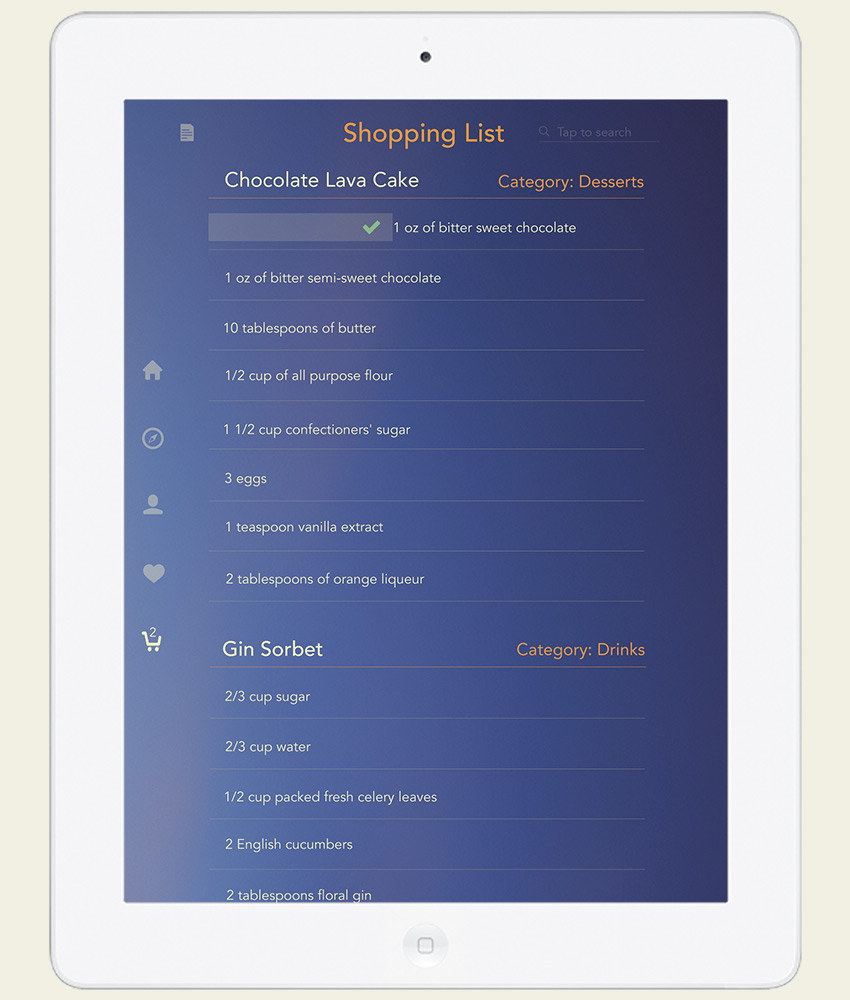 Shopping List
Tap to search
Chocolate Lava Cake
Category: Desserts
1 oz of bitter sweet chocolate
1 oz of bitter semi-sweet chocolate
10 tablespoons of butter
1/2 cup of all purpose flour
1 1/2 cup confectioners' sugar
3 eggs
1 teaspoon vanilla extract
2 tablespoons of orange liqueur
2
Gin Sorbet
Category: Drinks
2/3 cup sugar
2/3 cup water
1/2 cup packed fresh celery leaves
2 English cucumbers
2 tablespoons floral gin